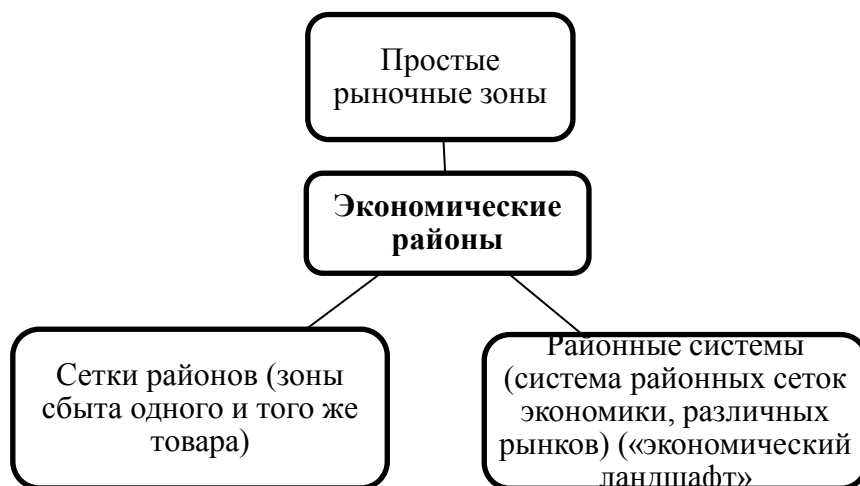 Простые
рыночные зоны
Экономические
районы
Сетки районов (зоны
сбыта одного и того же
товара)
Районные системы
(система районных сеток
экономики, различных
рынков) («экономический
ландшафт»